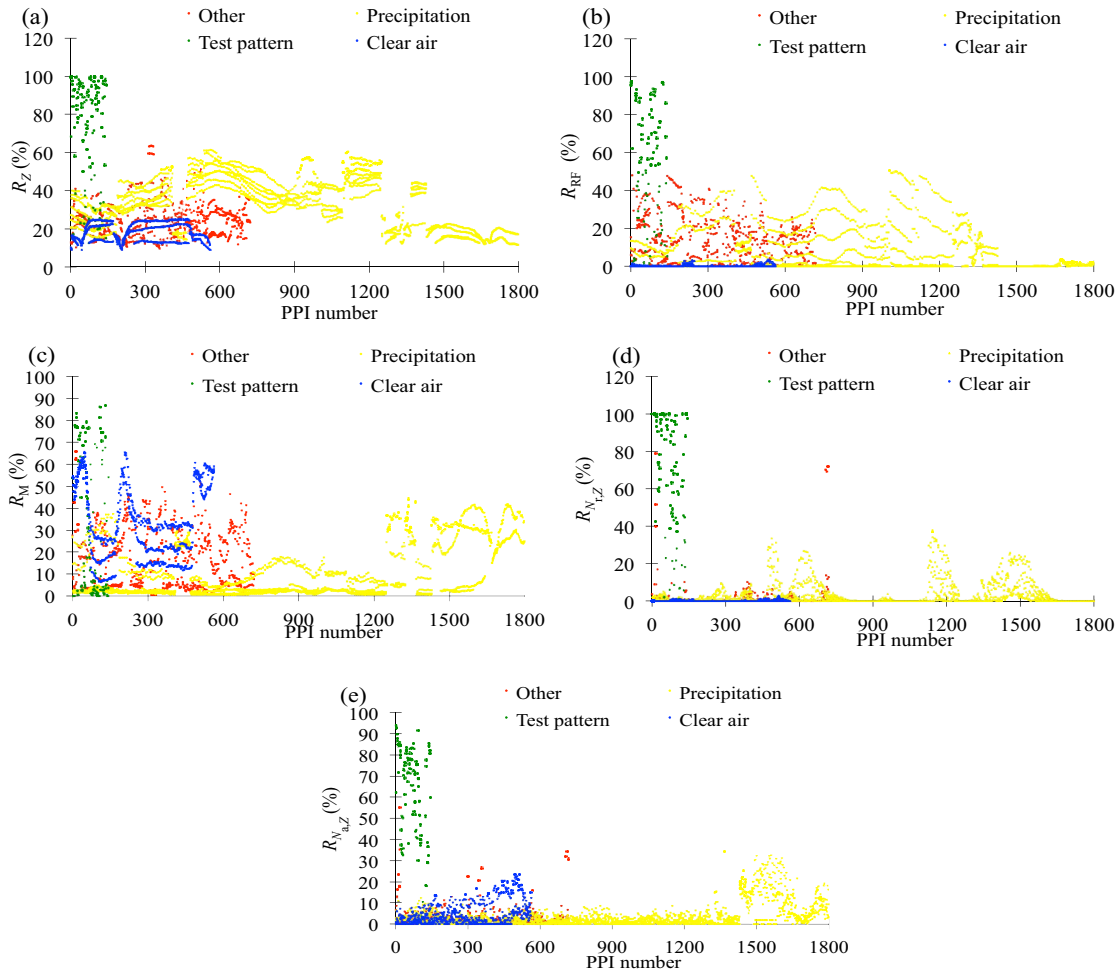 (a)
Other
Precipitation
Test pattern
Clear air
120
100
80
60
40
20
0
R_Z (%)
0 300 600 900 1200 1500 1800
PPI number
(b)
Other
Precipitation
Test pattern
Clear air
120
100
80
60
40
20
0
R_RF (%)
0 300 600 900 1200 1500 1800
PPI number
(c)
Other
Precipitation
Test pattern
Clear air
100
90
80
70
60
50
40
30
20
10
0
R_M (%)
0 300 600 900 1200 1500 1800
PPI number
(d)
Other
Precipitation
Test pattern
Clear air
120
100
80
60
40
20
0
R_N_r,Z (%)
0 300 600 900 1200 1500 1800
PPI number
(e)
Other
Precipitation
Test pattern
Clear air
100
90
80
70
60
50
40
30
20
10
0
R_N_a,Z (%)
0 300 600 900 1200 1500 1800
PPI number